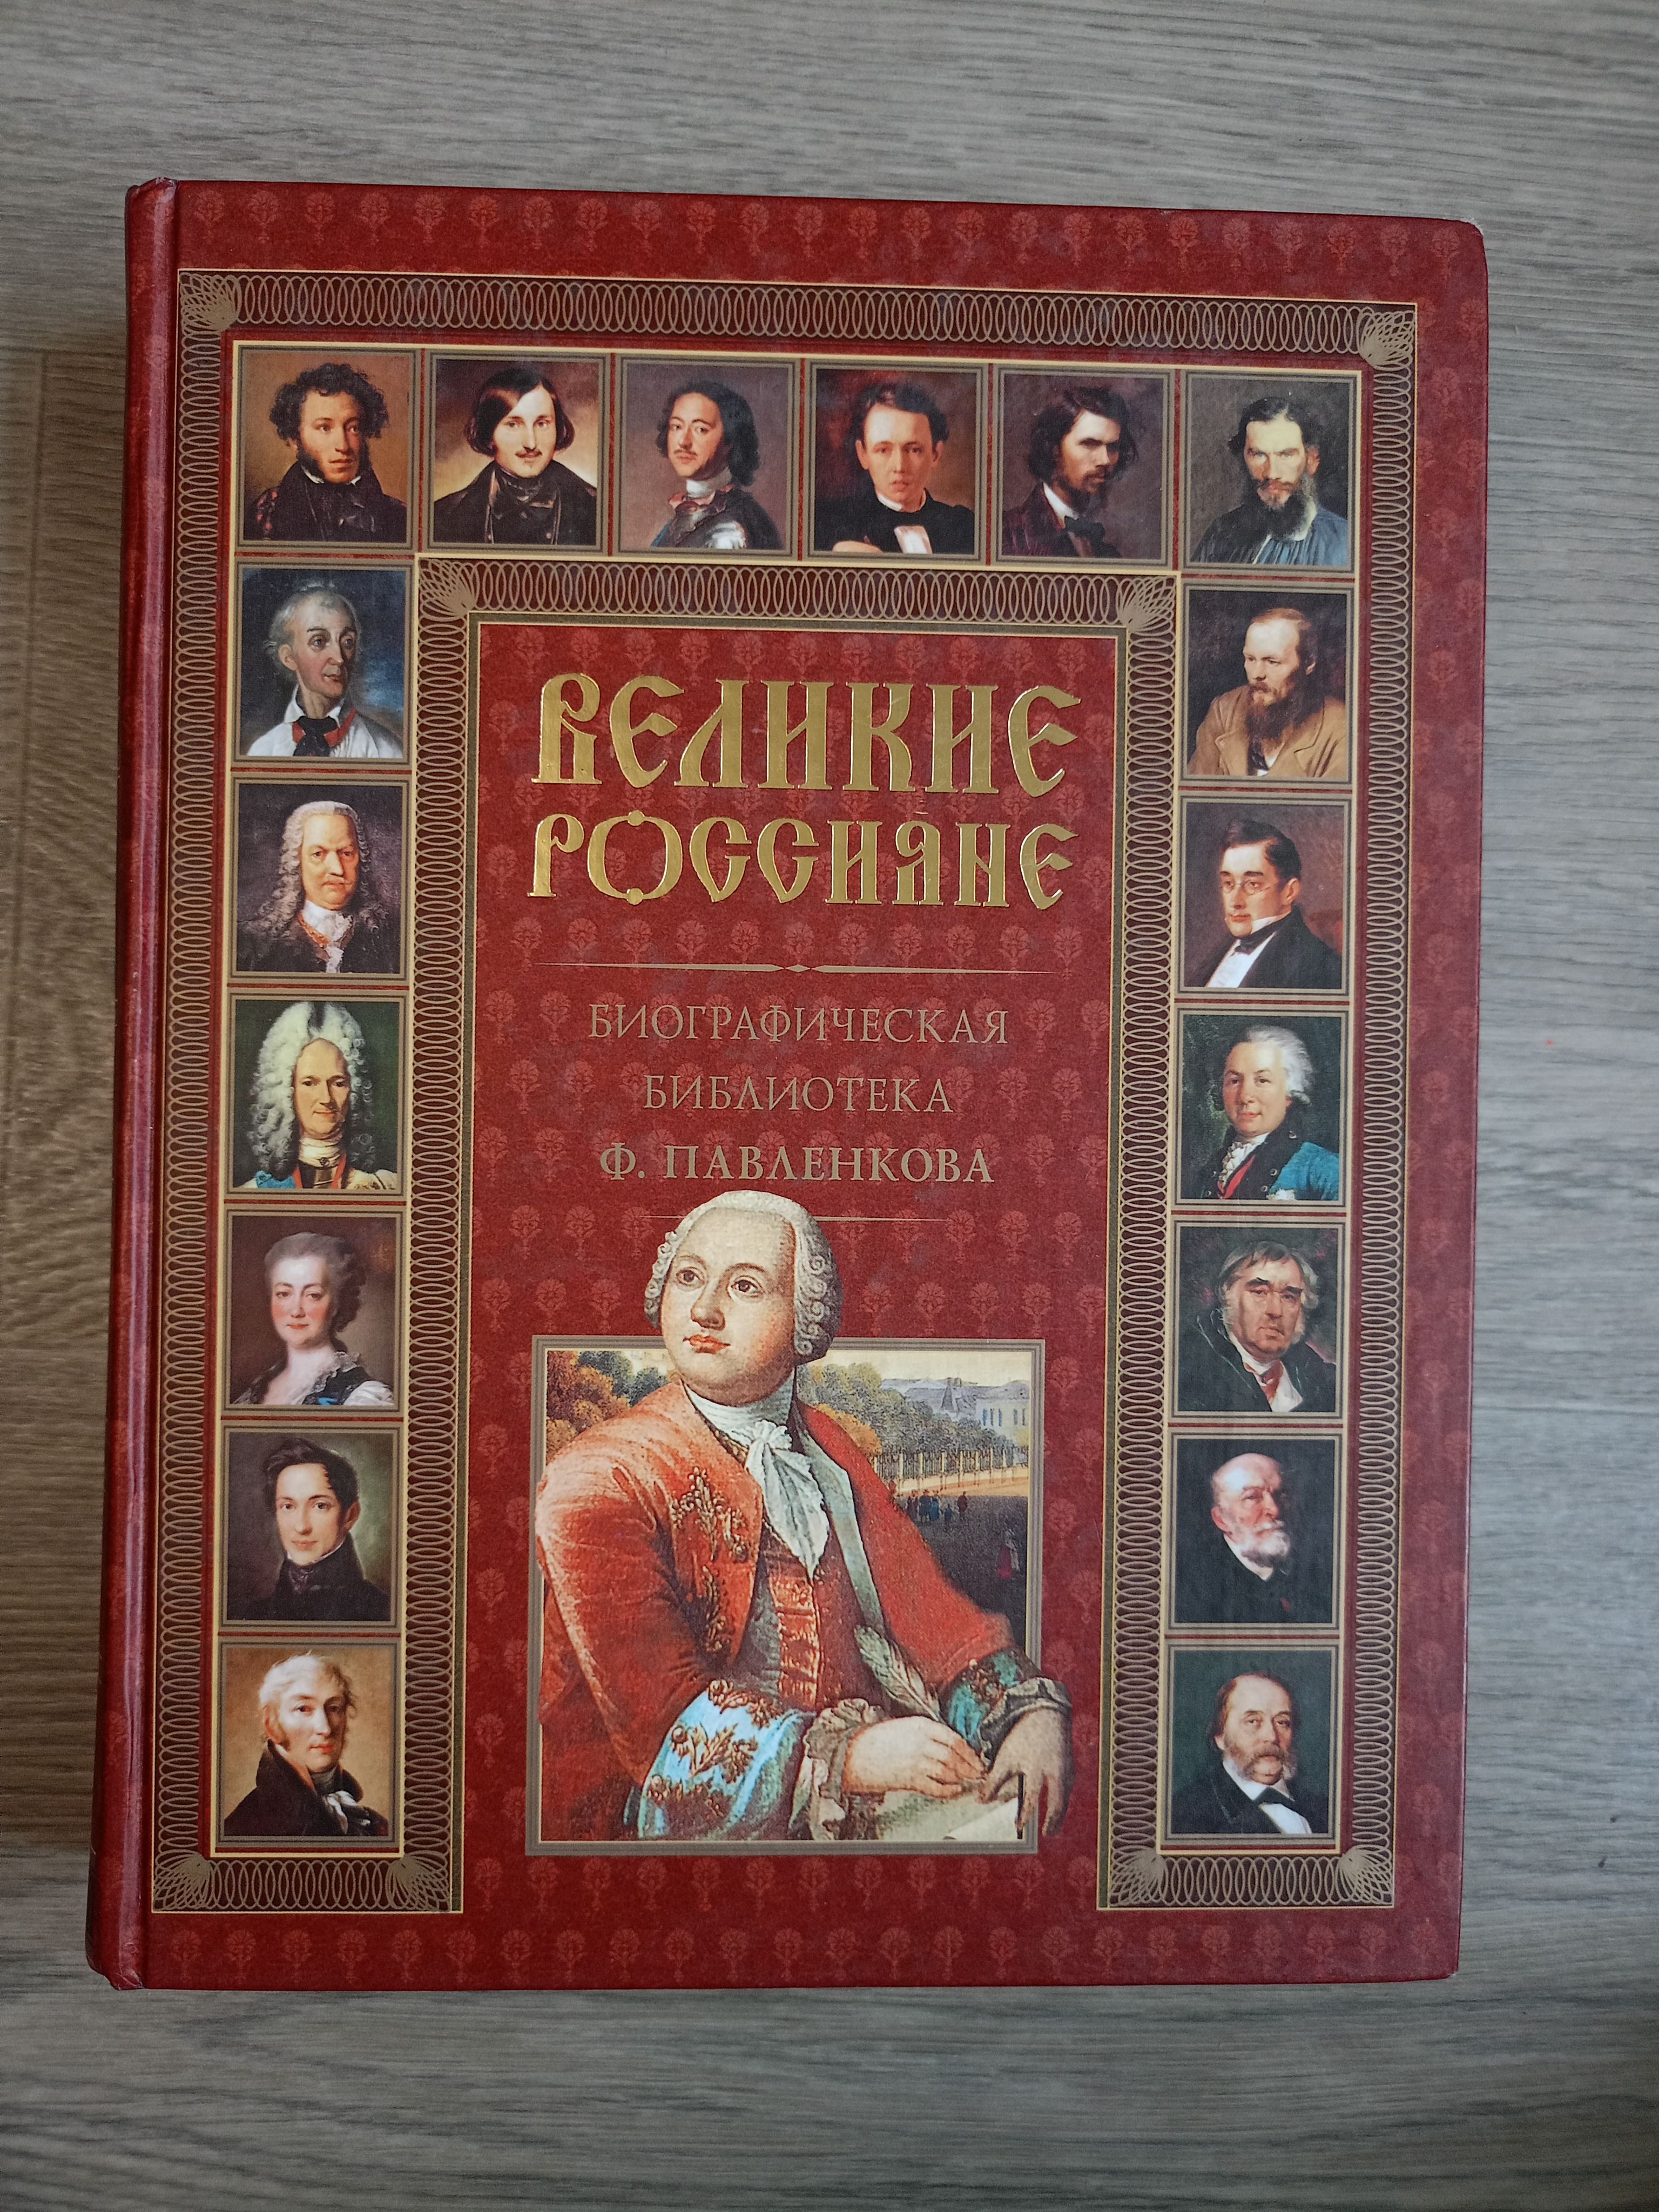 ВЕЛИКИЕ
РОССИЯНЕ
БИОГРАФИЧЕСКАЯ
БИБЛИОТЕКА
Ф. ПАВЛЕНКОВА